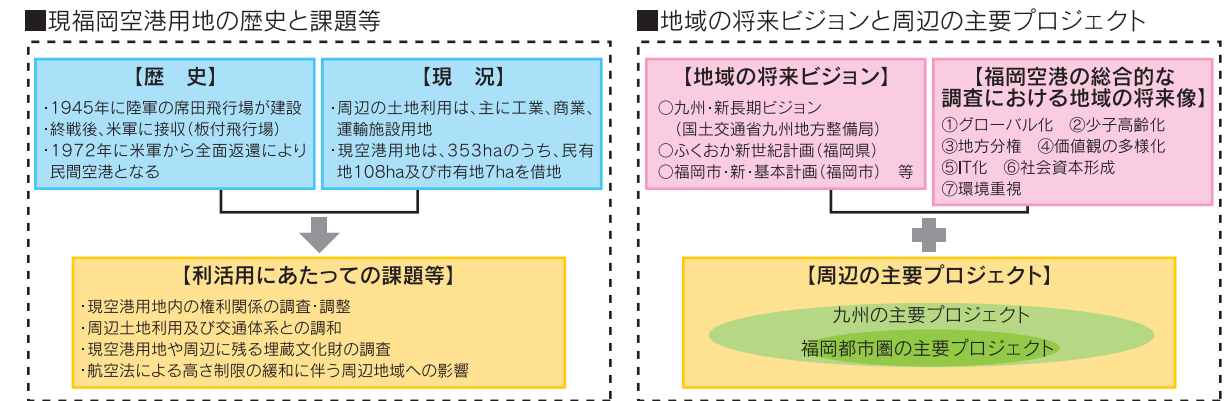 ■現福岡空港用地の歴史と課題等
【歴　史】
・1945年に陸軍の席田飛行場が建設
・終戦後、米軍に接収(板付飛行場)
・1972年に米軍から全面返還により
民間空港となる
【現　況】
・周辺の土地利用は、主に工業、商業、
運輸施設用地
・現空港用地は、353haのうち、民有
地108ha及び市有地7haを借地
【利活用にあたっての課題等】
・現空港用地内の権利関係の調査・調整
・周辺土地利用及び交通体系との調和
・現空港用地や周辺に残る埋蔵文化財の調査
・航空法による高さ制限の緩和に伴う周辺地域への影響
■地域の将来ビジョンと周辺の主要プロジェクト
【地域の将来ビジョン】
○九州・新長期ビジョン
(国土交通省九州地方整備局)
○ふくおか新世紀計画(福岡県)
○福岡市・新・基本計画(福岡市)　等
【福岡空港の総合的な
調査における地域の将来像】
①グローバル化　②少子高齢化
③地方分権　④価値観の多様化
⑤IT化　⑥社会資本形成
⑦環境重視
【周辺の主要プロジェクト】
九州の主要プロジェクト
福岡都市圏の主要プロジェクト